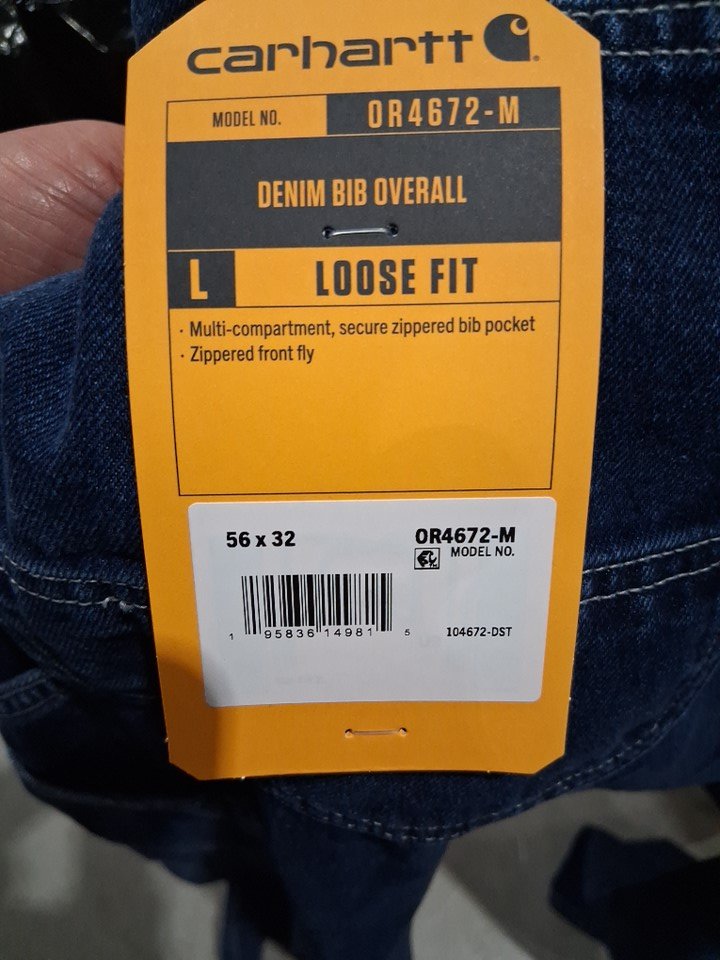 carhartt
MODEL NO. OR4672-M
DENIM BIB OVERALL
L LOOSE FIT
· Multi-compartment, secure zippered bib pocket
· Zippered front fly
56 x 32 OR4672-M
MODEL NO.
1 95836 14981 5 104672-DST